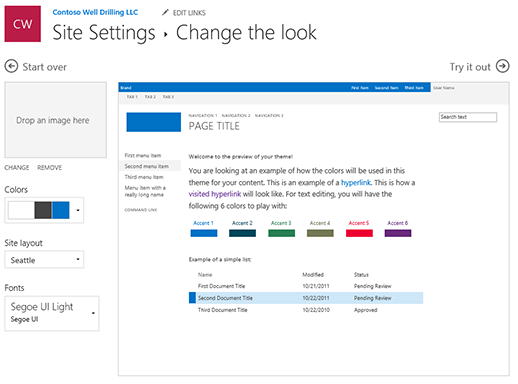 CW
Contoso Well Drilling LLC
EDIT LINKS
Site Settings ▸ Change the look
Start over
Try it out
Drop an image here
CHANGE REMOVE
Colors
Site layout
Seattle
Fonts
Segoe UI Light
Segoe UI
Brand
First Item Second Item Third Item User Name
TAB 1 TAB 2 TAB 3
NAVIGATION 1 NAVIGATION 2 NAVIGATION 3
PAGE TITLE
Search text
First menu item
Second menu item
Third menu item
Menu item with a
really long name
COMMAND LINK
Welcome to the preview of your theme!
You are looking at an example of how the colors will be used in this
theme for your content. This is an example of a hyperlink. This is how a
visited hyperlink will look like. For text editing, you will have the
following 6 colors to play with:
Accent 1 Accent 2 Accent 3 Accent 4 Accent 5 Accent 6
Example of a simple list:
Name Modified Status
First Document Title 10/21/2011 Pending Review
Second Document Title 10/22/2011 Pending Review
Third Document Title 10/22/2010 Approved